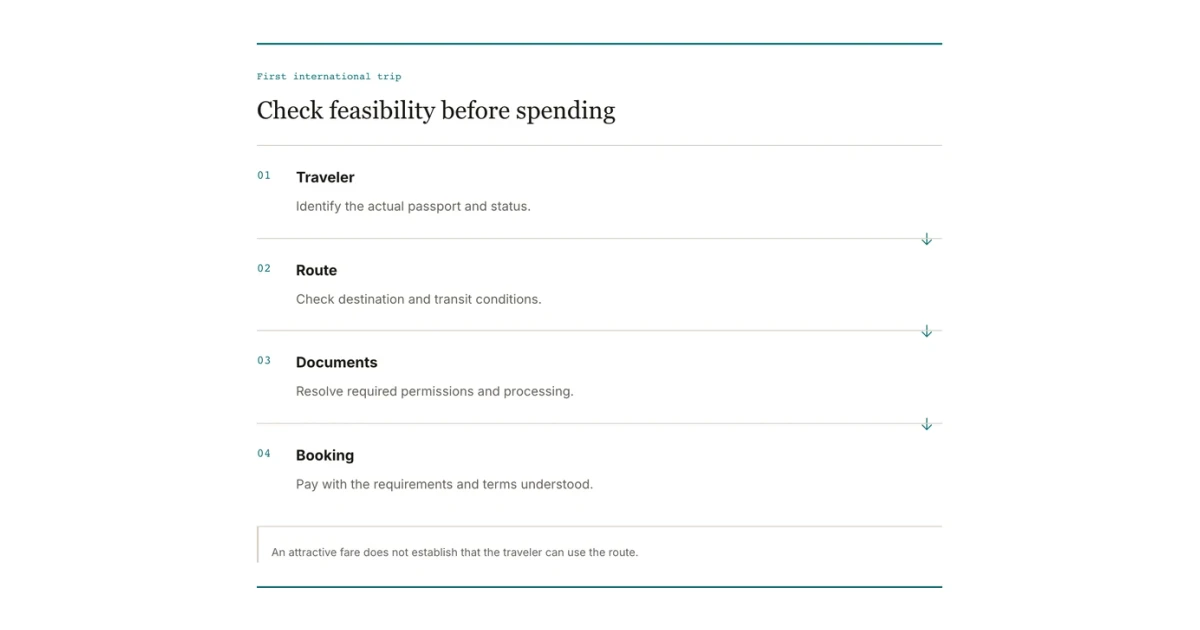 First international trip
Check feasibility before spending
01
Traveler
Identify the actual passport and status.
02
Route
Check destination and transit conditions.
03
Documents
Resolve required permissions and processing.
04
Booking
Pay with the requirements and terms understood.
An attractive fare does not establish that the traveler can use the route.